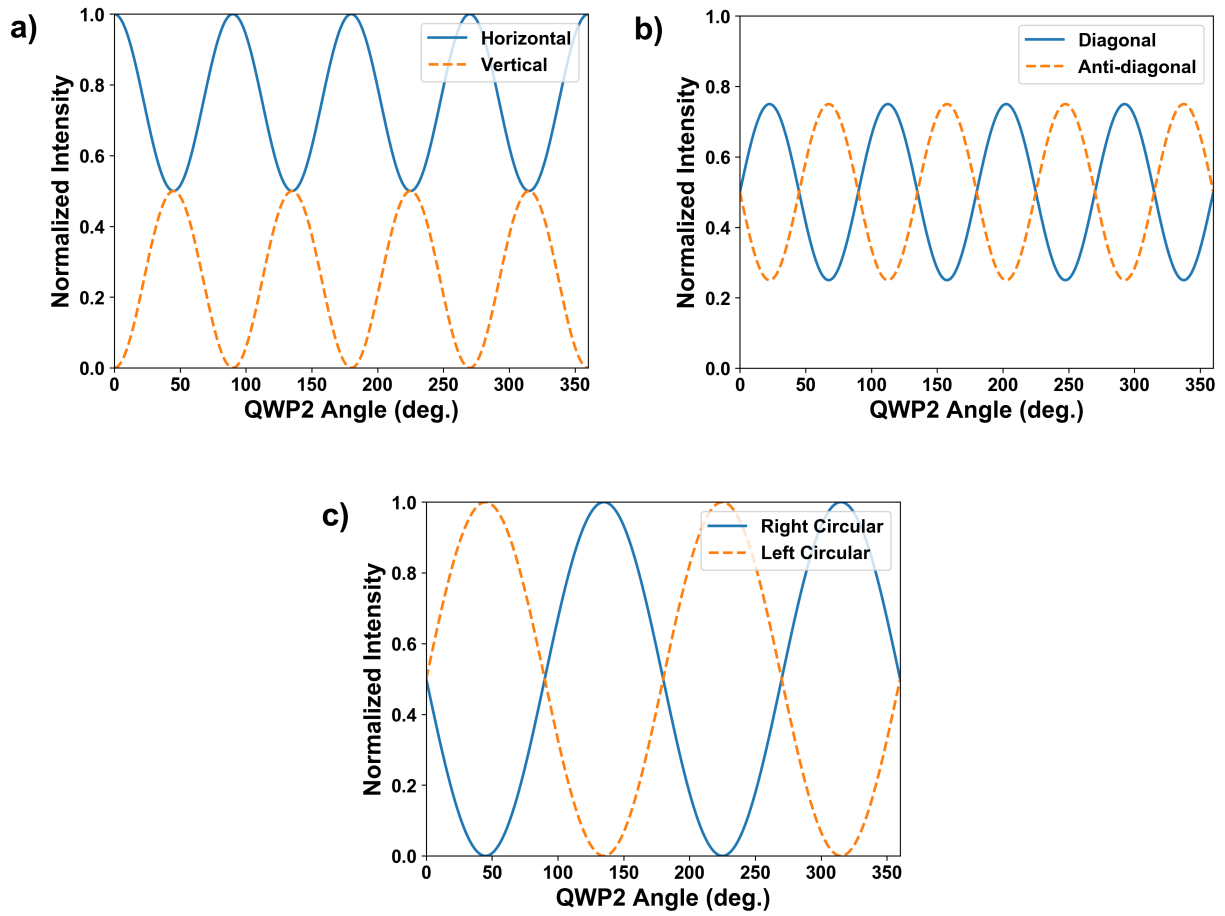 a)
Normalized Intensity
1.0
0.8
0.6
0.4
0.2
0.0
Horizontal
Vertical
0 50 100 150 200 250 300 350
QWP2 Angle (deg.)
b)
Normalized Intensity
1.0
0.8
0.6
0.4
0.2
0.0
Diagonal
Anti-diagonal
0 50 100 150 200 250 300 350
QWP2 Angle (deg.)
c)
Normalized Intensity
1.0
0.8
0.6
0.4
0.2
0.0
Right Circular
Left Circular
0 50 100 150 200 250 300 350
QWP2 Angle (deg.)